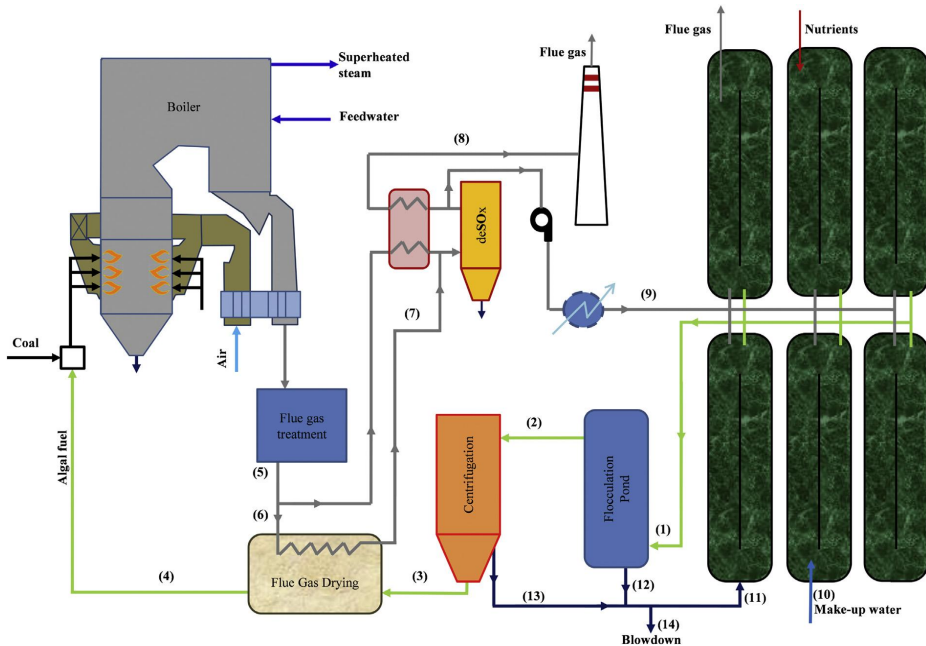 Superheated
steam
Boiler
Feedwater
Flue gas
Flue gas
Nutrients
(8)
deSOx
(9)
(7)
Coal
Air
Flue gas
treatment
(5)
(6)
Algal fuel
(4)
Flue Gas Drying
(3)
Centrifugation
(2)
Flocculation
Pond
(1)
(12)
(13)
(14)
Blowdown
(11)
(10)
Make-up water